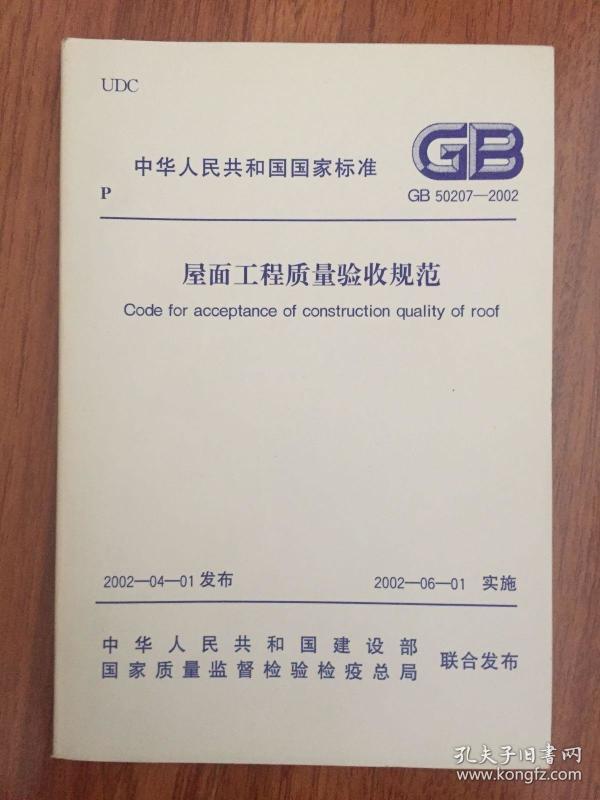 UDC
GB
中华人民共和国国家标准
P
GB 50207—2002
屋面工程质量验收规范
Code for acceptance of construction quality of roof
2002—04—01 发布
2002—06—01 实施
中华人民共和国建设部
国家质量监督检验检疫总局
联合发布
孔夫子旧书网
www.kongfz.com